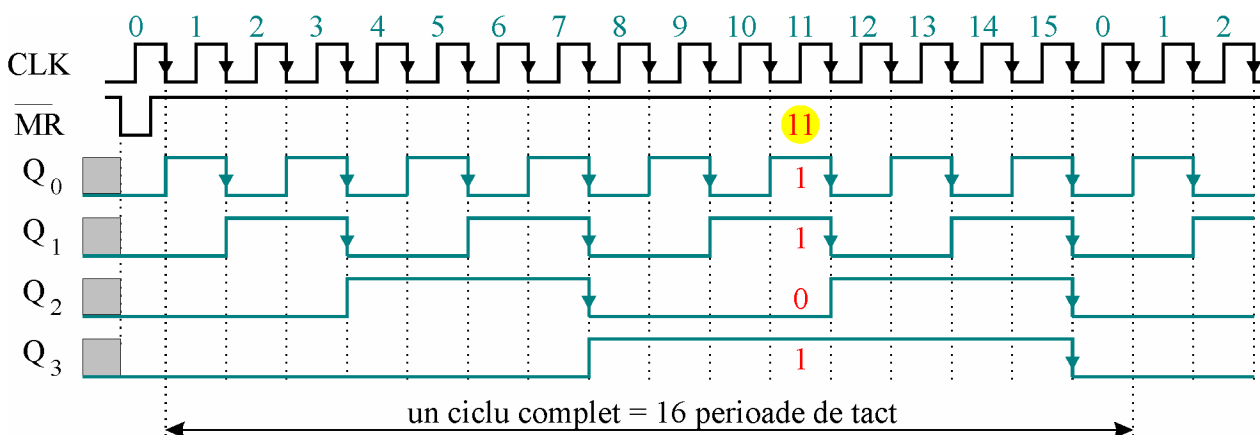 0 1 2 3 4 5 6 7 8 9 10 11 12 13 14 15 0 1 2
CLK
MR 11
Q0 1
Q1 1
Q2 0
Q3 1
un ciclu complet = 16 perioade de tact